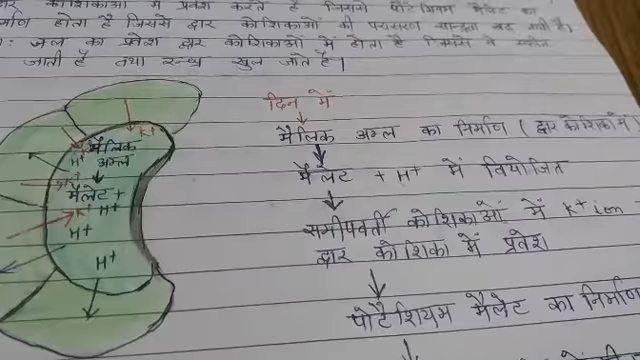 कोशिकाओं में प्रवेश करते हैं जिससे पोटैशियम मैलेट का
होता है जिससे द्वार कोशिकाओं की परासरण सान्द्रता बढ़ जाती है।
: जल का प्रवेश द्वार कोशिकाओं में होता है जिससे वे स्फीत
जाती हैं तथा रन्ध्र खुल जाते हैं।
दिन में
मैलिक अम्ल का निर्माण ( द्वार कोशिका में )
मैलेट + H+ में वियोजित
समीपवर्ती कोशिकाओं में K+ ion
द्वार कोशिका में प्रवेश
पोटैशियम मैलेट का निर्माण
K+
H+
मैलिक
अम्ल
मैलेट +
K+ H+
H+
H+